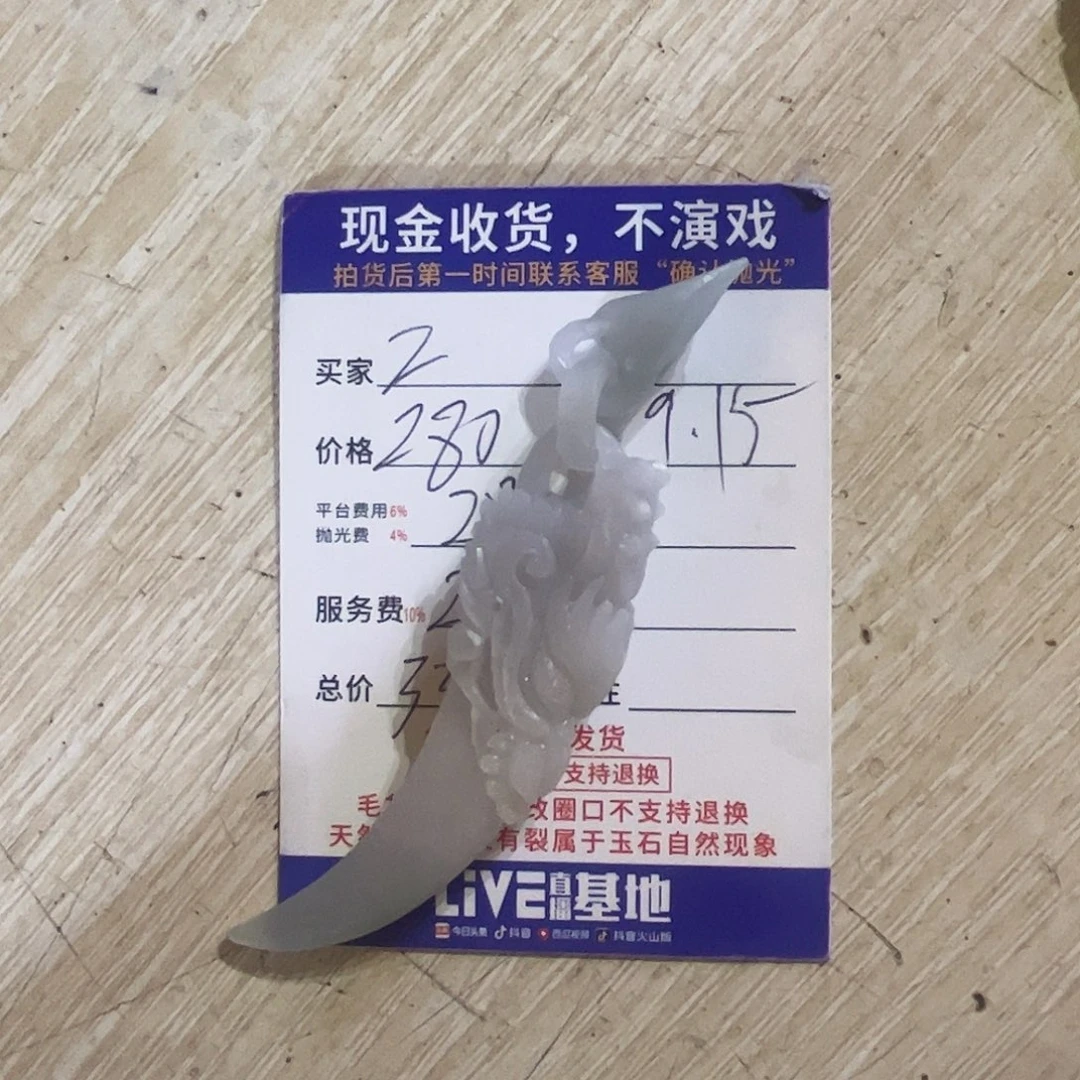 现金收货，不演戏
拍货后第一时间联系客服“确认抛光”
买家 2
价格 280 9.15
平台费用6%
抛光费 4%
服务费10%
总价
发货
支持退换
毛 改圈口不支持退换
天 有裂属于玉石自然现象
LiVE直播基地
今日头条 抖音 西瓜视频 抖音火山版